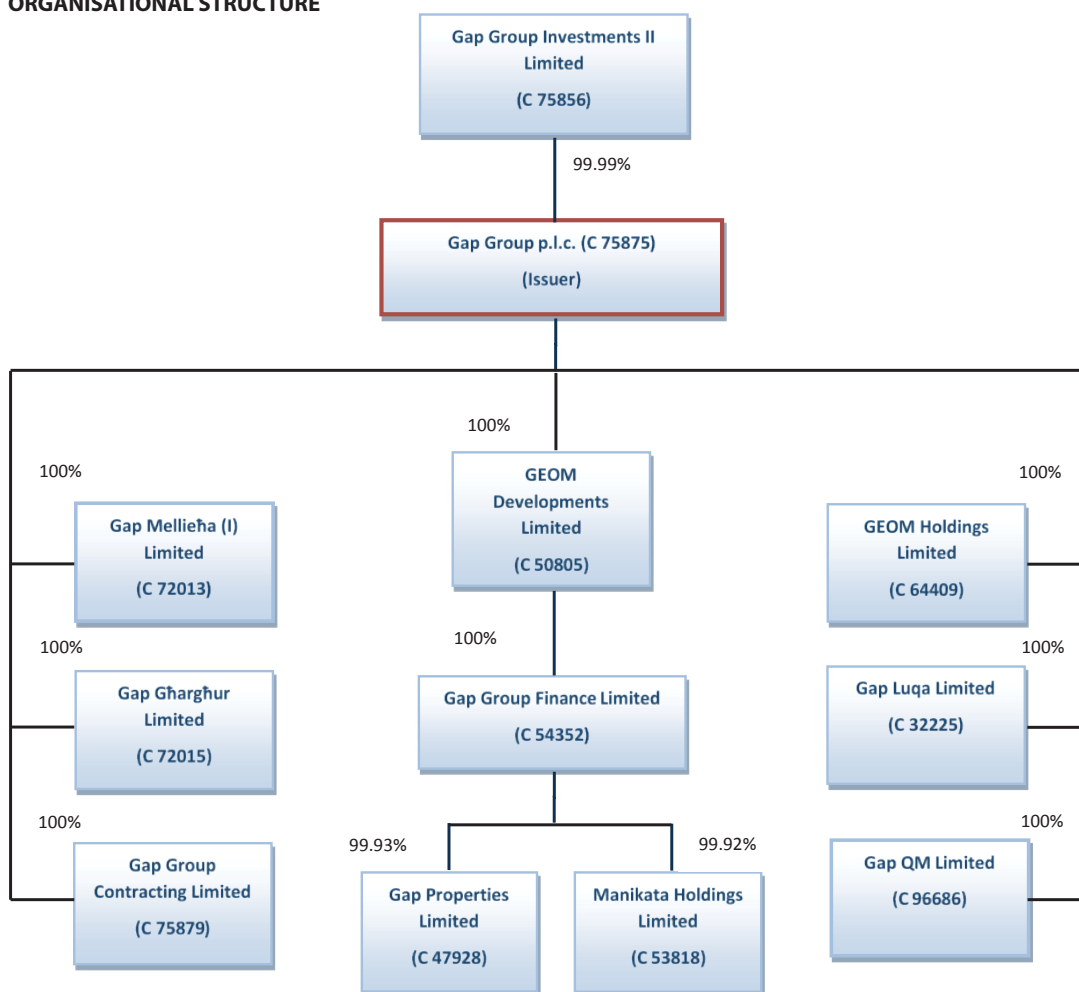 ORGANISATIONAL STRUCTURE
Gap Group Investments II
Limited
(C 75856)
99.99%
Gap Group p.l.c. (C 75875)
(Issuer)
100%
Gap Mellieħa (I)
Limited
(C 72013)
100%
Gap Għargħur
Limited
(C 72015)
100%
Gap Group
Contracting Limited
(C 75879)
100%
GEOM
Developments
Limited
(C 50805)
100%
Gap Group Finance Limited
(C 54352)
99.93%
Gap Properties
Limited
(C 47928)
99.92%
Manikata Holdings
Limited
(C 53818)
100%
GEOM Holdings
Limited
(C 64409)
100%
Gap Luqa Limited
(C 32225)
100%
Gap QM Limited
(C 96686)